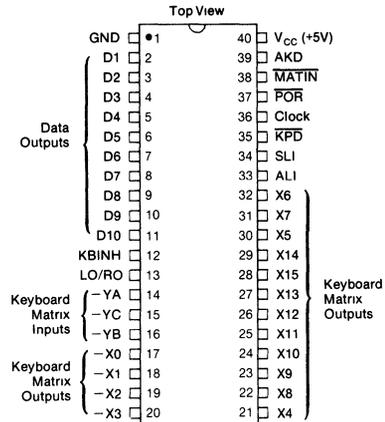 Top View
GND 1 40 V_CC (+5V)
D1 2 39 AKD
D2 3 38 MATIN
D3 4 37 POR
D4 5 36 Clock
D5 6 35 KPD
D6 7 34 SLI
D7 8 33 ALI
D8 9 32 X6
D9 10 31 X7
D10 11 30 X5
KBINH 12 29 X14
LO/RO 13 28 X15
–YA 14 27 X13
–YC 15 26 X12
–YB 16 25 X11
–X0 17 24 X10
–X1 18 23 X9
–X2 19 22 X8
–X3 20 21 X4
Data
Outputs
Keyboard
Matrix
Inputs
Keyboard
Matrix
Outputs
Keyboard
Matrix
Outputs